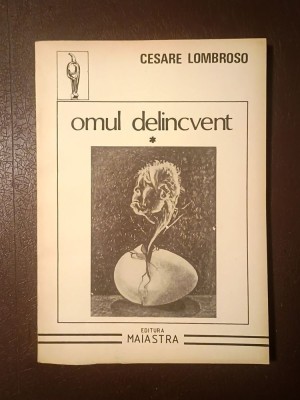 CESARE LOMBROSO
omul delincvent
*
EDITURA
MAIASTRA